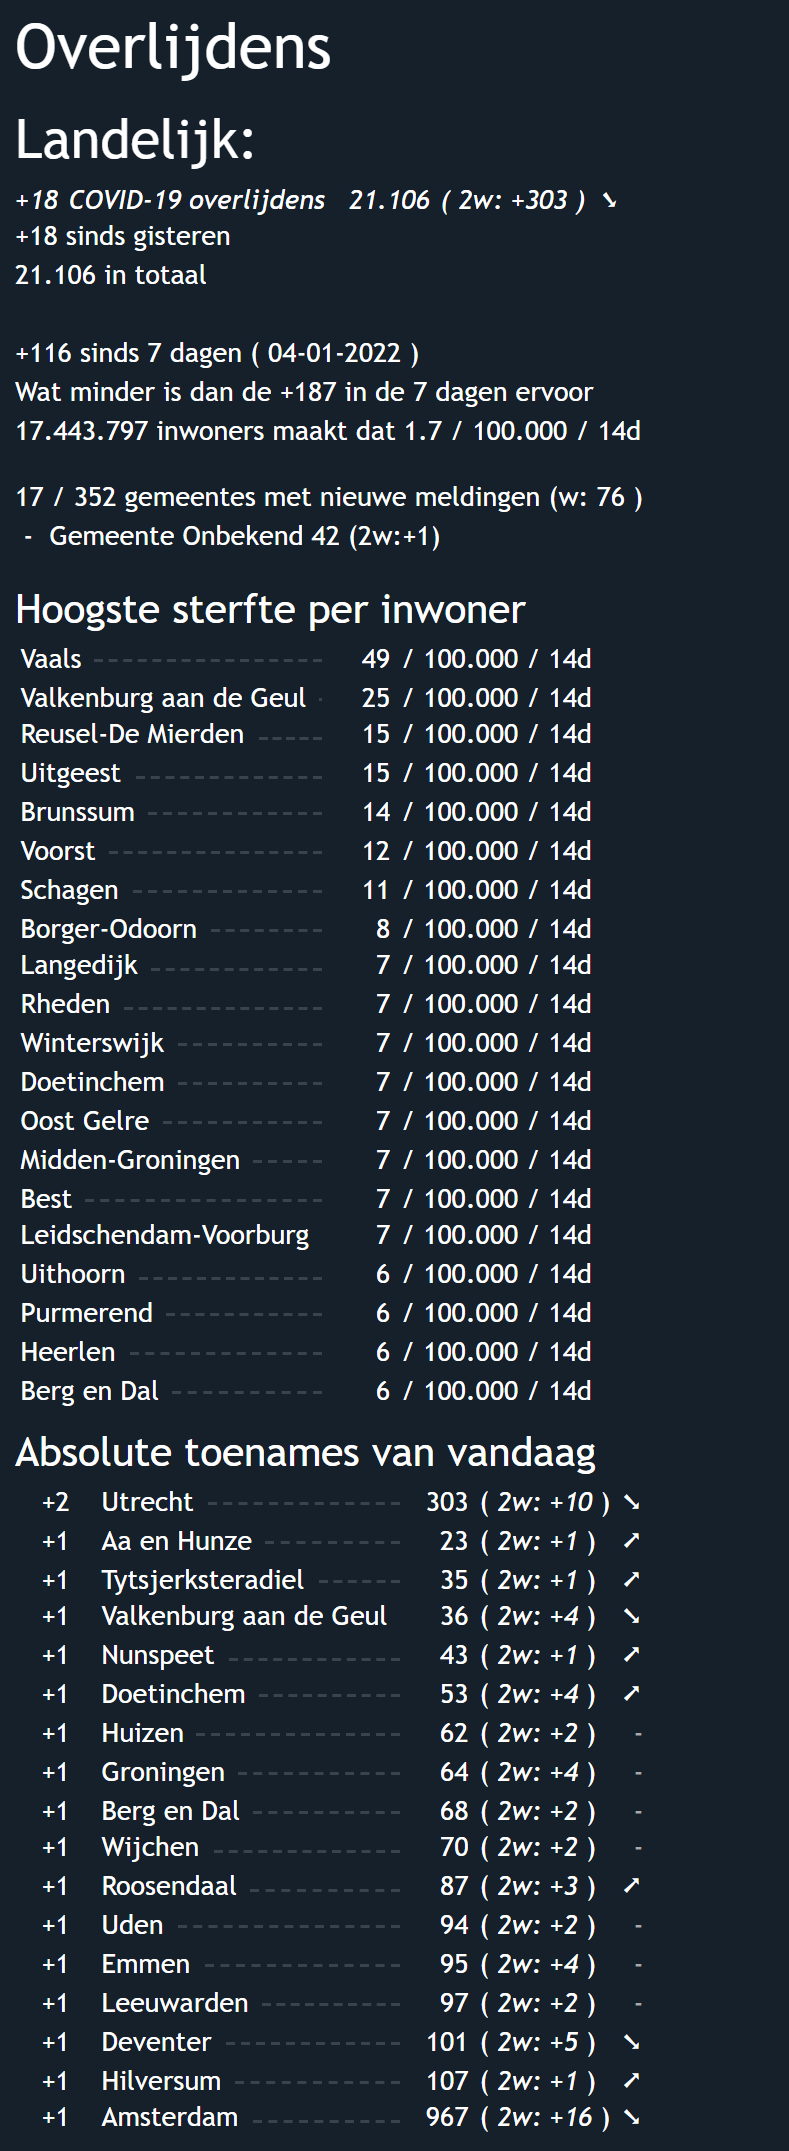 Overlijdens
Landelijk:
+18 COVID-19 overlijdens 21.106 ( 2w: +303 ) ➘
+18 sinds gisteren
21.106 in totaal
+116 sinds 7 dagen ( 04-01-2022 )
Wat minder is dan de +187 in de 7 dagen ervoor
17.443.797 inwoners maakt dat 1.7 / 100.000 / 14d
17 / 352 gemeentes met nieuwe meldingen (w: 76 )
- Gemeente Onbekend 42 (2w:+1)
Hoogste sterfte per inwoner
Vaals ---------------- 49 / 100.000 / 14d
Valkenburg aan de Geul - 25 / 100.000 / 14d
Reusel-De Mierden ----- 15 / 100.000 / 14d
Uitgeest ------------- 15 / 100.000 / 14d
Brunssum ------------ 14 / 100.000 / 14d
Voorst --------------- 12 / 100.000 / 14d
Schagen ------------- 11 / 100.000 / 14d
Borger-Odoorn -------- 8 / 100.000 / 14d
Langedijk ------------ 7 / 100.000 / 14d
Rheden -------------- 7 / 100.000 / 14d
Winterswijk ---------- 7 / 100.000 / 14d
Doetinchem ---------- 7 / 100.000 / 14d
Oost Gelre ----------- 7 / 100.000 / 14d
Midden-Groningen ----- 7 / 100.000 / 14d
Best ----------------- 7 / 100.000 / 14d
Leidschendam-Voorburg 7 / 100.000 / 14d
Uithoorn ------------- 6 / 100.000 / 14d
Purmerend ----------- 6 / 100.000 / 14d
Heerlen ------------- 6 / 100.000 / 14d
Berg en Dal ---------- 6 / 100.000 / 14d
Absolute toenames van vandaag
+2 Utrecht ------------- 303 ( 2w: +10 ) ➘
+1 Aa en Hunze --------- 23 ( 2w: +1 ) ➚
+1 Tytsjerksteradiel ------ 35 ( 2w: +1 ) ➚
+1 Valkenburg aan de Geul 36 ( 2w: +4 ) ➘
+1 Nunspeet ------------ 43 ( 2w: +1 ) ➚
+1 Doetinchem ---------- 53 ( 2w: +4 ) ➚
+1 Huizen -------------- 62 ( 2w: +2 ) -
+1 Groningen ----------- 64 ( 2w: +4 ) -
+1 Berg en Dal ---------- 68 ( 2w: +2 ) -
+1 Wijchen ------------- 70 ( 2w: +2 ) -
+1 Roosendaal ---------- 87 ( 2w: +3 ) ➚
+1 Uden --------------- 94 ( 2w: +2 ) -
+1 Emmen ------------- 95 ( 2w: +4 ) -
+1 Leeuwarden --------- 97 ( 2w: +2 ) -
+1 Deventer ------------ 101 ( 2w: +5 ) ➘
+1 Hilversum ----------- 107 ( 2w: +1 ) ➚
+1 Amsterdam ---------- 967 ( 2w: +16 ) ➘